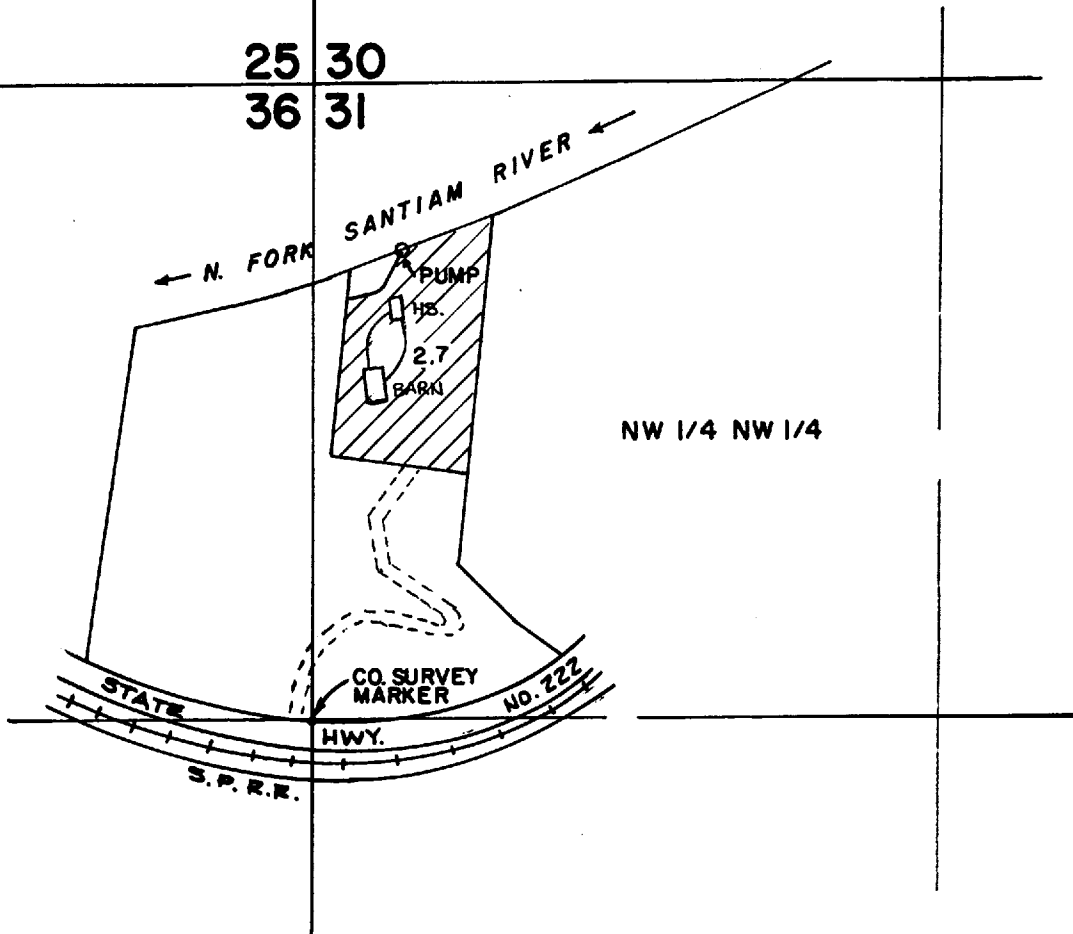 25 30
36 31
N. FORK SANTIAM RIVER
PUMP
HS.
2.7
BARN
NW 1/4 NW 1/4
CO. SURVEY
MARKER
STATE HWY. NO. 222
S.P.R.R.